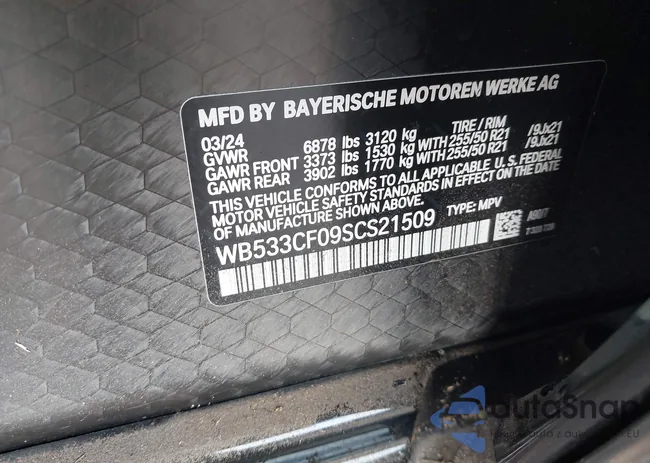 MFD BY BAYERISCHE MOTOREN WERKE AG
03/24 TIRE / RIM
GVWR 6878 lbs 3120 kg
GAWR FRONT 3373 lbs 1530 kg WITH 255/50 R21 /9Jx21
GAWR REAR 3902 lbs 1770 kg WITH 255/50 R21 /9Jx21
THIS VEHICLE CONFORMS TO ALL APPLICABLE U.S. FEDERAL
MOTOR VEHICLE SAFETY STANDARDS IN EFFECT ON THE DATE
OF MANUFACTURE SHOWN ABOVE.
WB533CF09SCS21509 TYPE: MPV
autoSnap